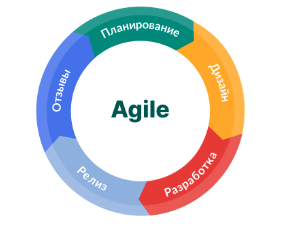 Планирование
Дизайн
Разработка
Релиз
Отзывы
Agile